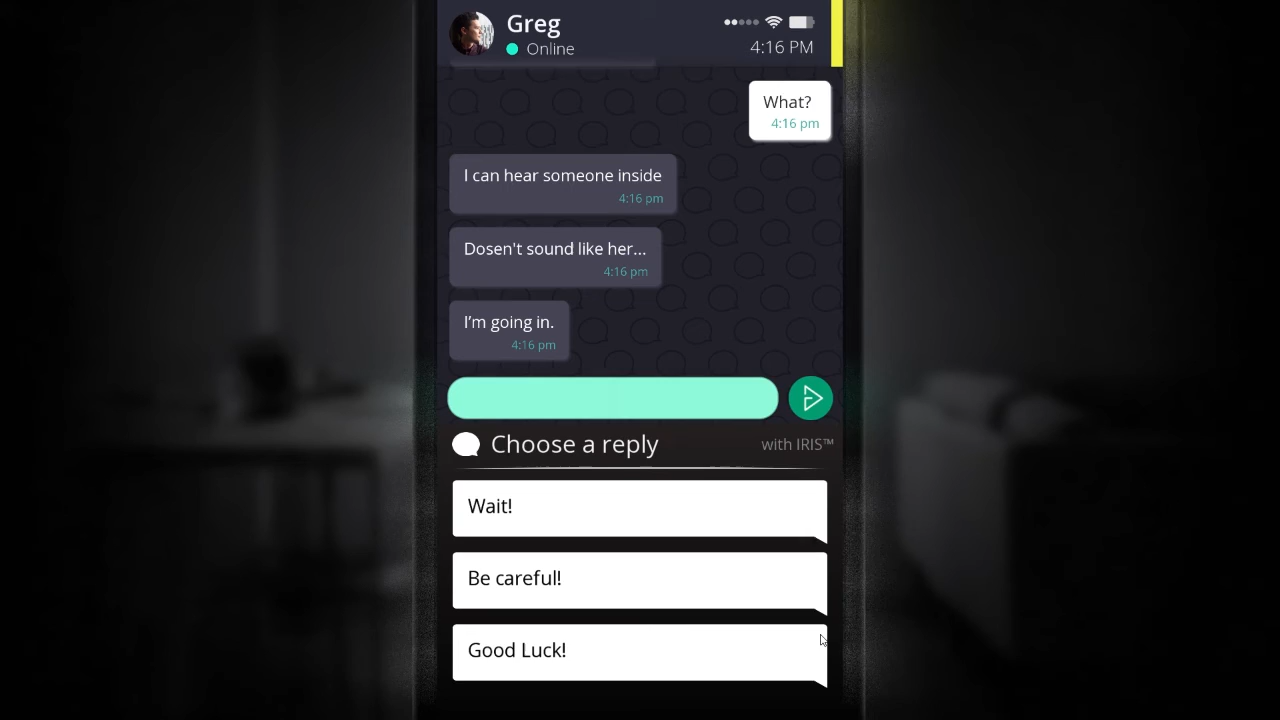 Greg
Online
4:16 PM
What?
4:16 pm
I can hear someone inside
4:16 pm
Dosen't sound like her...
4:16 pm
I’m going in.
4:16 pm
Choose a reply
with IRIS™
Wait!
Be careful!
Good Luck!